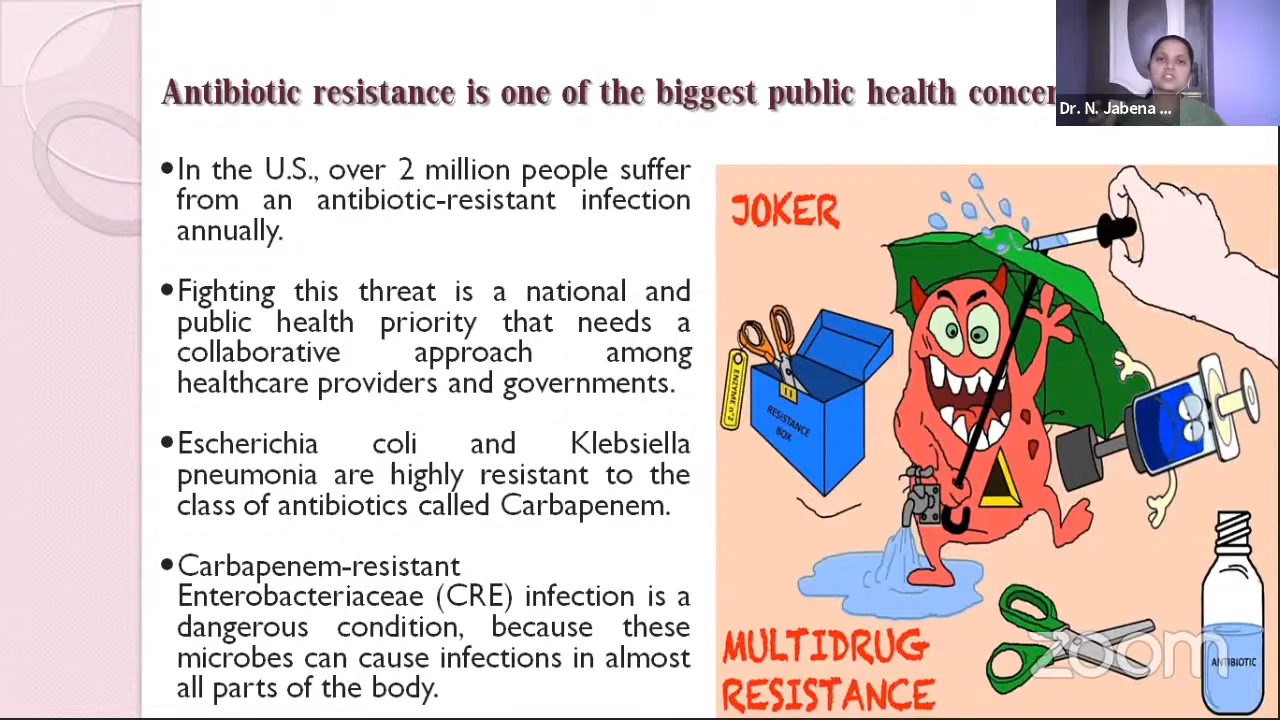 Antibiotic resistance is one of the biggest public health
Dr. N. Jabena ...
•In the U.S., over 2 million people suffer
from an antibiotic-resistant infection
annually.
•Fighting this threat is a national and
public health priority that needs a
collaborative approach among
healthcare providers and governments.
•Escherichia coli and Klebsiella
pneumonia are highly resistant to the
class of antibiotics called Carbapenem.
•Carbapenem-resistant
Enterobacteriaceae (CRE) infection is a
dangerous condition, because these
microbes can cause infections in almost
all parts of the body.
JOKER
ENZYME n°2
RESISTANCE
BOX
MULTIDRUG
RESISTANCE
ANTIBIOTIC
zoom